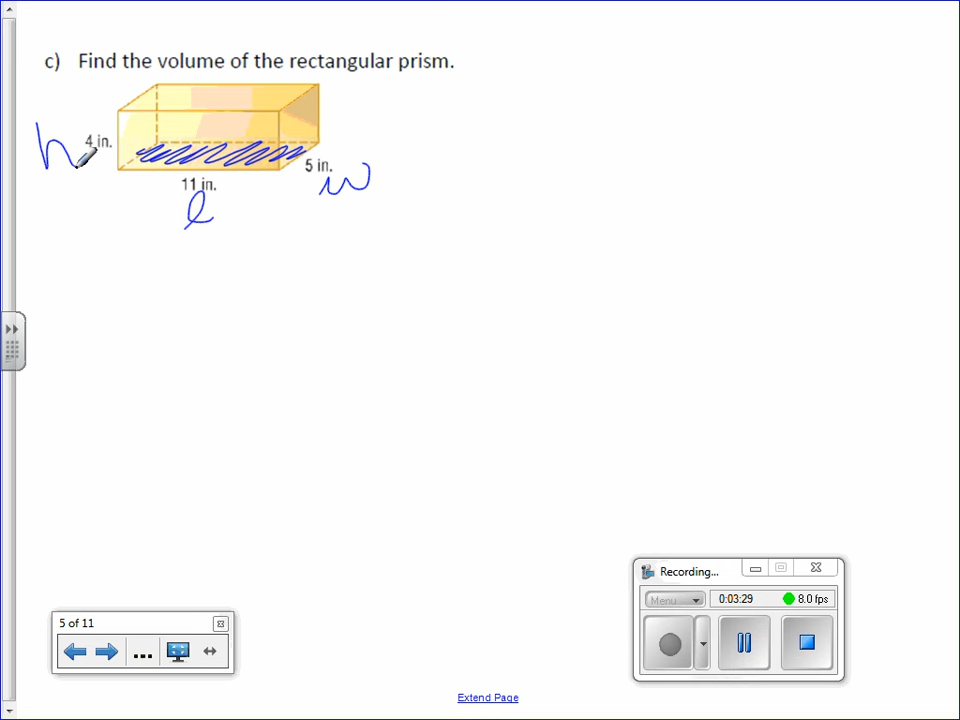 c) Find the volume of the rectangular prism.
h 4 in.
5 in.
w
11 in.
l
Recording...
Menu
0:03:29 8.0 fps
5 of 11
...
Extend Page